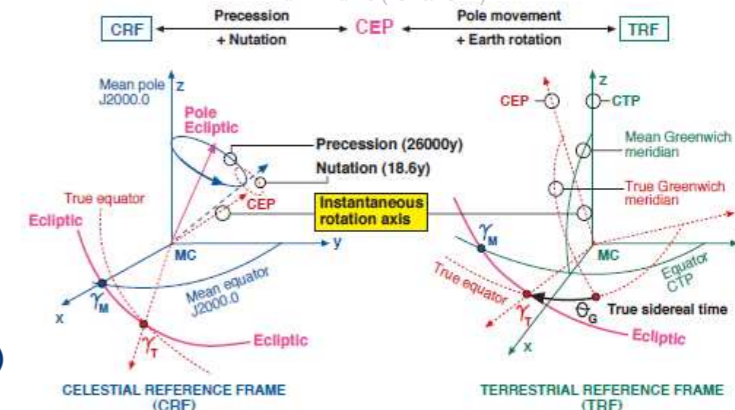 Precession
Pole movement
CRF
CEP
TRF
+ Nutation
+ Earth rotation
Mean pole
J2000.0
z
Pole
Ecliptic
Precession (26000y)
Nutation (18.6y)
CEP
True equator
Ecliptic
Instantaneous
rotation axis
MC
y
γM
Mean equator
J2000.0
x
γT
Ecliptic
CELESTIAL REFERENCE FRAME
(CRF)
z
CEP
CTP
Mean Greenwich
meridian
True Greenwich
meridian
γM
MC
True equator
Equator
CTP
γT
ΘG
True sidereal time
Ecliptic
x
TERRESTRIAL REFERENCE FRAME
(TRF)